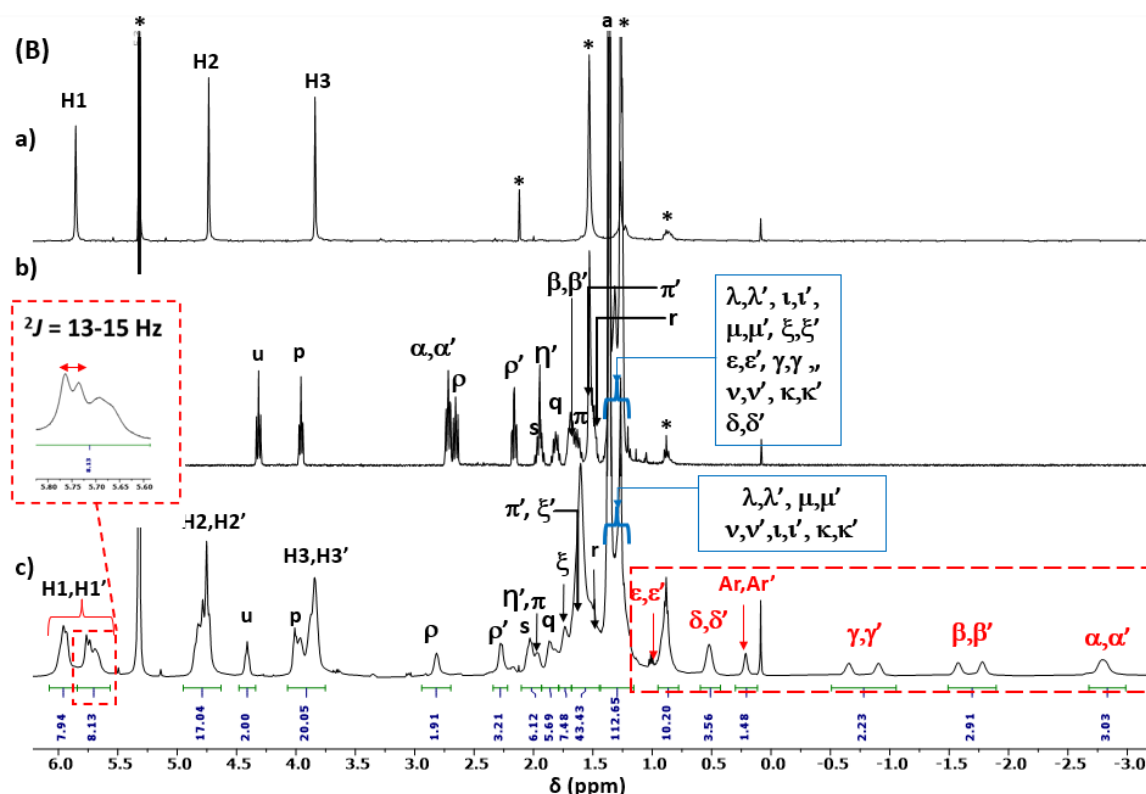 (B)
a)
H1
*
H2
H3
*
*
a
*
*
b)
²J = 13-15 Hz
8.13
5.80 5.75 5.70 5.65 5.60
u
p
α,α’
ρ
ρ’
s
η’
q
β,β’
π
π’
r
*
λ,λ’, ι,ι’,
μ,μ’, ξ,ξ’
ε,ε’, γ,γ ,,
ν,ν’, κ,κ’
δ,δ’
c)
H1,H1’
H2,H2’
u
p
H3,H3’
ρ
ρ’
s
η’,π
q
ξ
π’, ξ’
r
λ,λ’, μ,μ’
ν,ν’,ι,ι’, κ,κ’
ε,ε’
δ,δ’
Ar,Ar’
γ,γ’
β,β’
α,α’
7.94 8.13 17.04 2.00 20.05 1.91 3.21 6.12 5.69 7.48 43.43 112.65 10.20 3.56 1.48 2.23 2.91 3.03
6.0 5.5 5.0 4.5 4.0 3.5 3.0 2.5 2.0 1.5 1.0 0.5 0.0 -0.5 -1.0 -1.5 -2.0 -2.5 -3.0
δ (ppm)